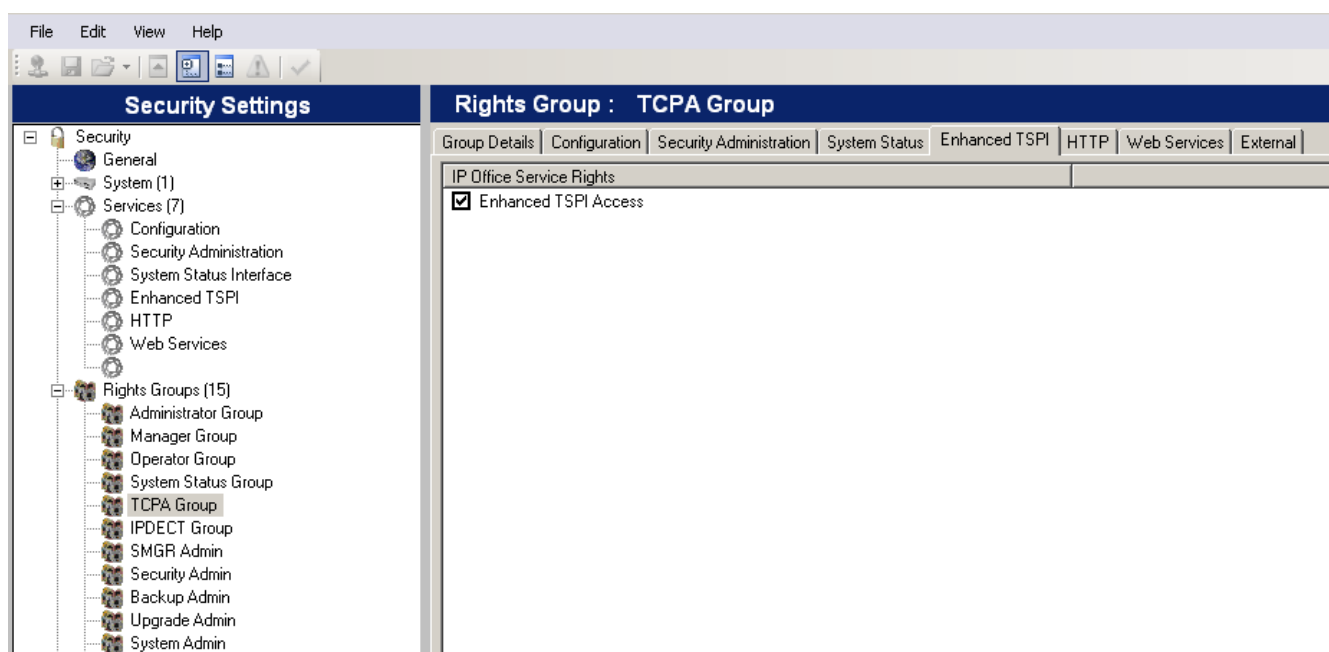 File Edit View Help
Security Settings
Security
General
System (1)
Services (7)
Configuration
Security Administration
System Status Interface
Enhanced TSPI
HTTP
Web Services
Rights Groups (15)
Administrator Group
Manager Group
Operator Group
System Status Group
TCPA Group
IPDECT Group
SMGR Admin
Security Admin
Backup Admin
Upgrade Admin
System Admin
Rights Group : TCPA Group
Group Details Configuration Security Administration System Status Enhanced TSPI HTTP Web Services External
IP Office Service Rights
Enhanced TSPI Access